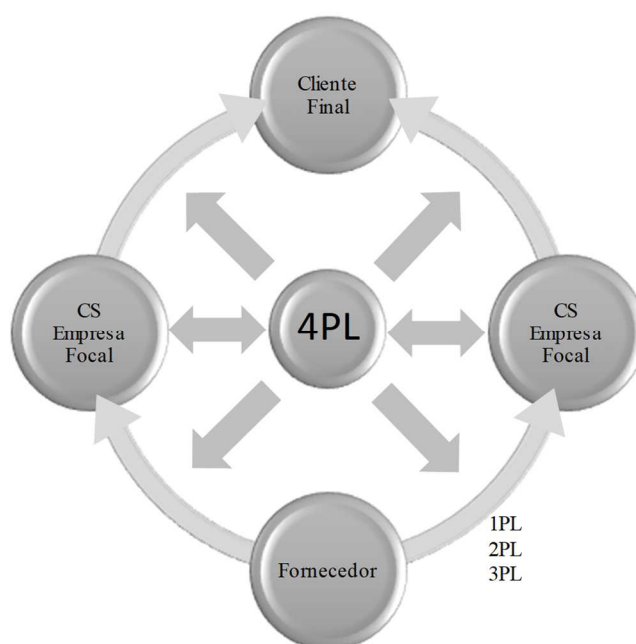 Cliente
Final
CS
Empresa
Focal
4PL
CS
Empresa
Focal
Fornecedor
1PL
2PL
3PL